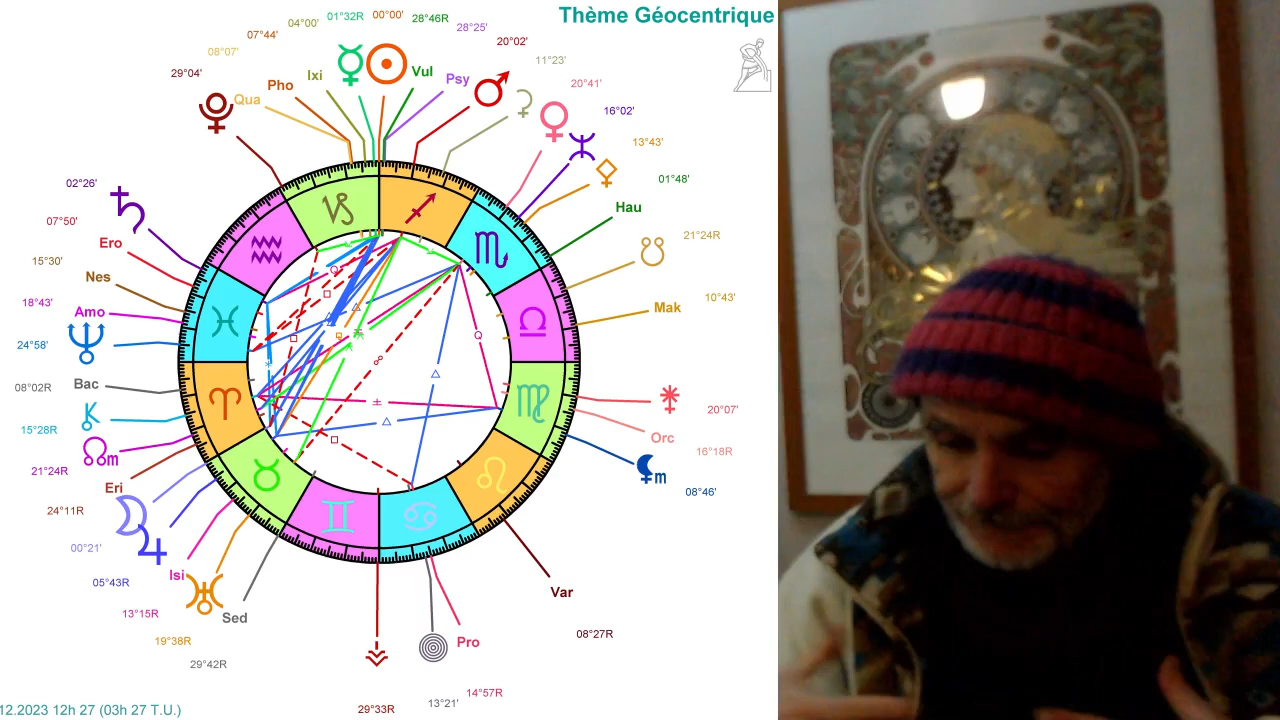 Thème Géocentrique
01°32R
00°00'
28°46R
04°00'
28°25'
07°44'
20°02'
08°07'
11°23'
29°04'
Ixi
Vul
Psy
20°41'
Pho
Qua
16°02'
13°43'
02°26'
01°48'
Hau
07°50'
21°24R
Ero
15°30'
Nes
18°43'
Amo
10°43'
Mak
24°58'
08°02R
Bac
20°07'
15°28R
Orc
16°18R
m
21°24R
m
08°46'
Eri
24°11R
00°21'
05°43R
Isi
Var
13°15R
Sed
08°27R
19°38R
Pro
29°42R
14°57R
13°21'
29°33R
12.2023 12h 27 (03h 27 T.U.)